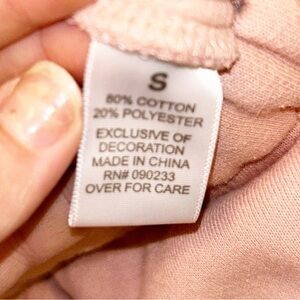 S
80% COTTON
20% POLYESTER
EXCLUSIVE OF
DECORATION
MADE IN CHINA
RN# 090233
OVER FOR CARE